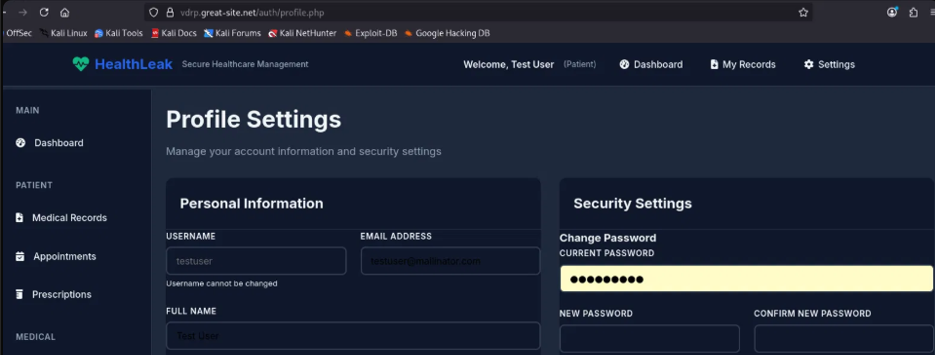 vdrp.great-site.net/auth/profile.php
OffSec Kali Linux Kali Tools Kali Docs Kali Forums Kali NetHunter Exploit-DB Google Hacking DB
HealthLeak Secure Healthcare Management Welcome, Test User (Patient) Dashboard My Records Settings
MAIN
Dashboard
PATIENT
Medical Records
Appointments
Prescriptions
MEDICAL
Profile Settings
Manage your account information and security settings
Personal Information
USERNAME EMAIL ADDRESS
testuser testuser@mailinator.com
Username cannot be changed
FULL NAME
Test User
Security Settings
Change Password
CURRENT PASSWORD
●●●●●●●●●
NEW PASSWORD CONFIRM NEW PASSWORD